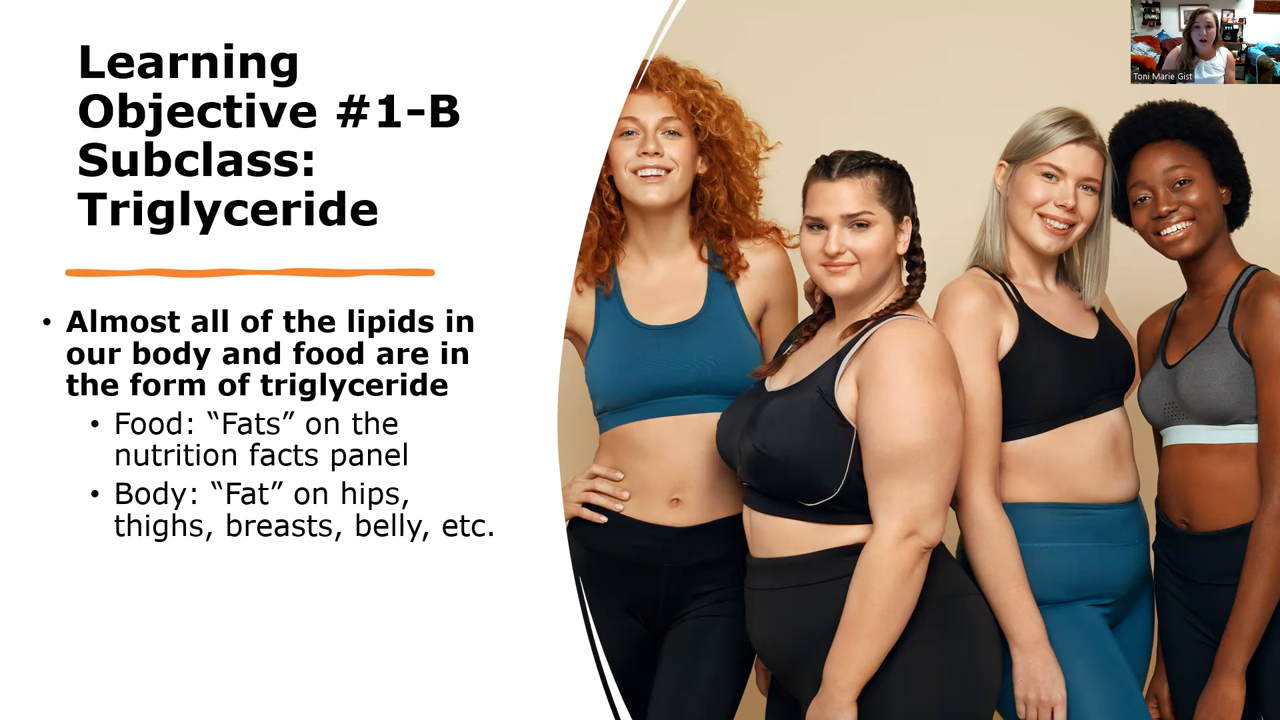 Learning
Objective #1-B
Subclass:
Triglyceride
• Almost all of the lipids in
our body and food are in
the form of triglyceride
• Food: “Fats” on the
nutrition facts panel
• Body: “Fat” on hips,
thighs, breasts, belly, etc.
Toni Marie Gist